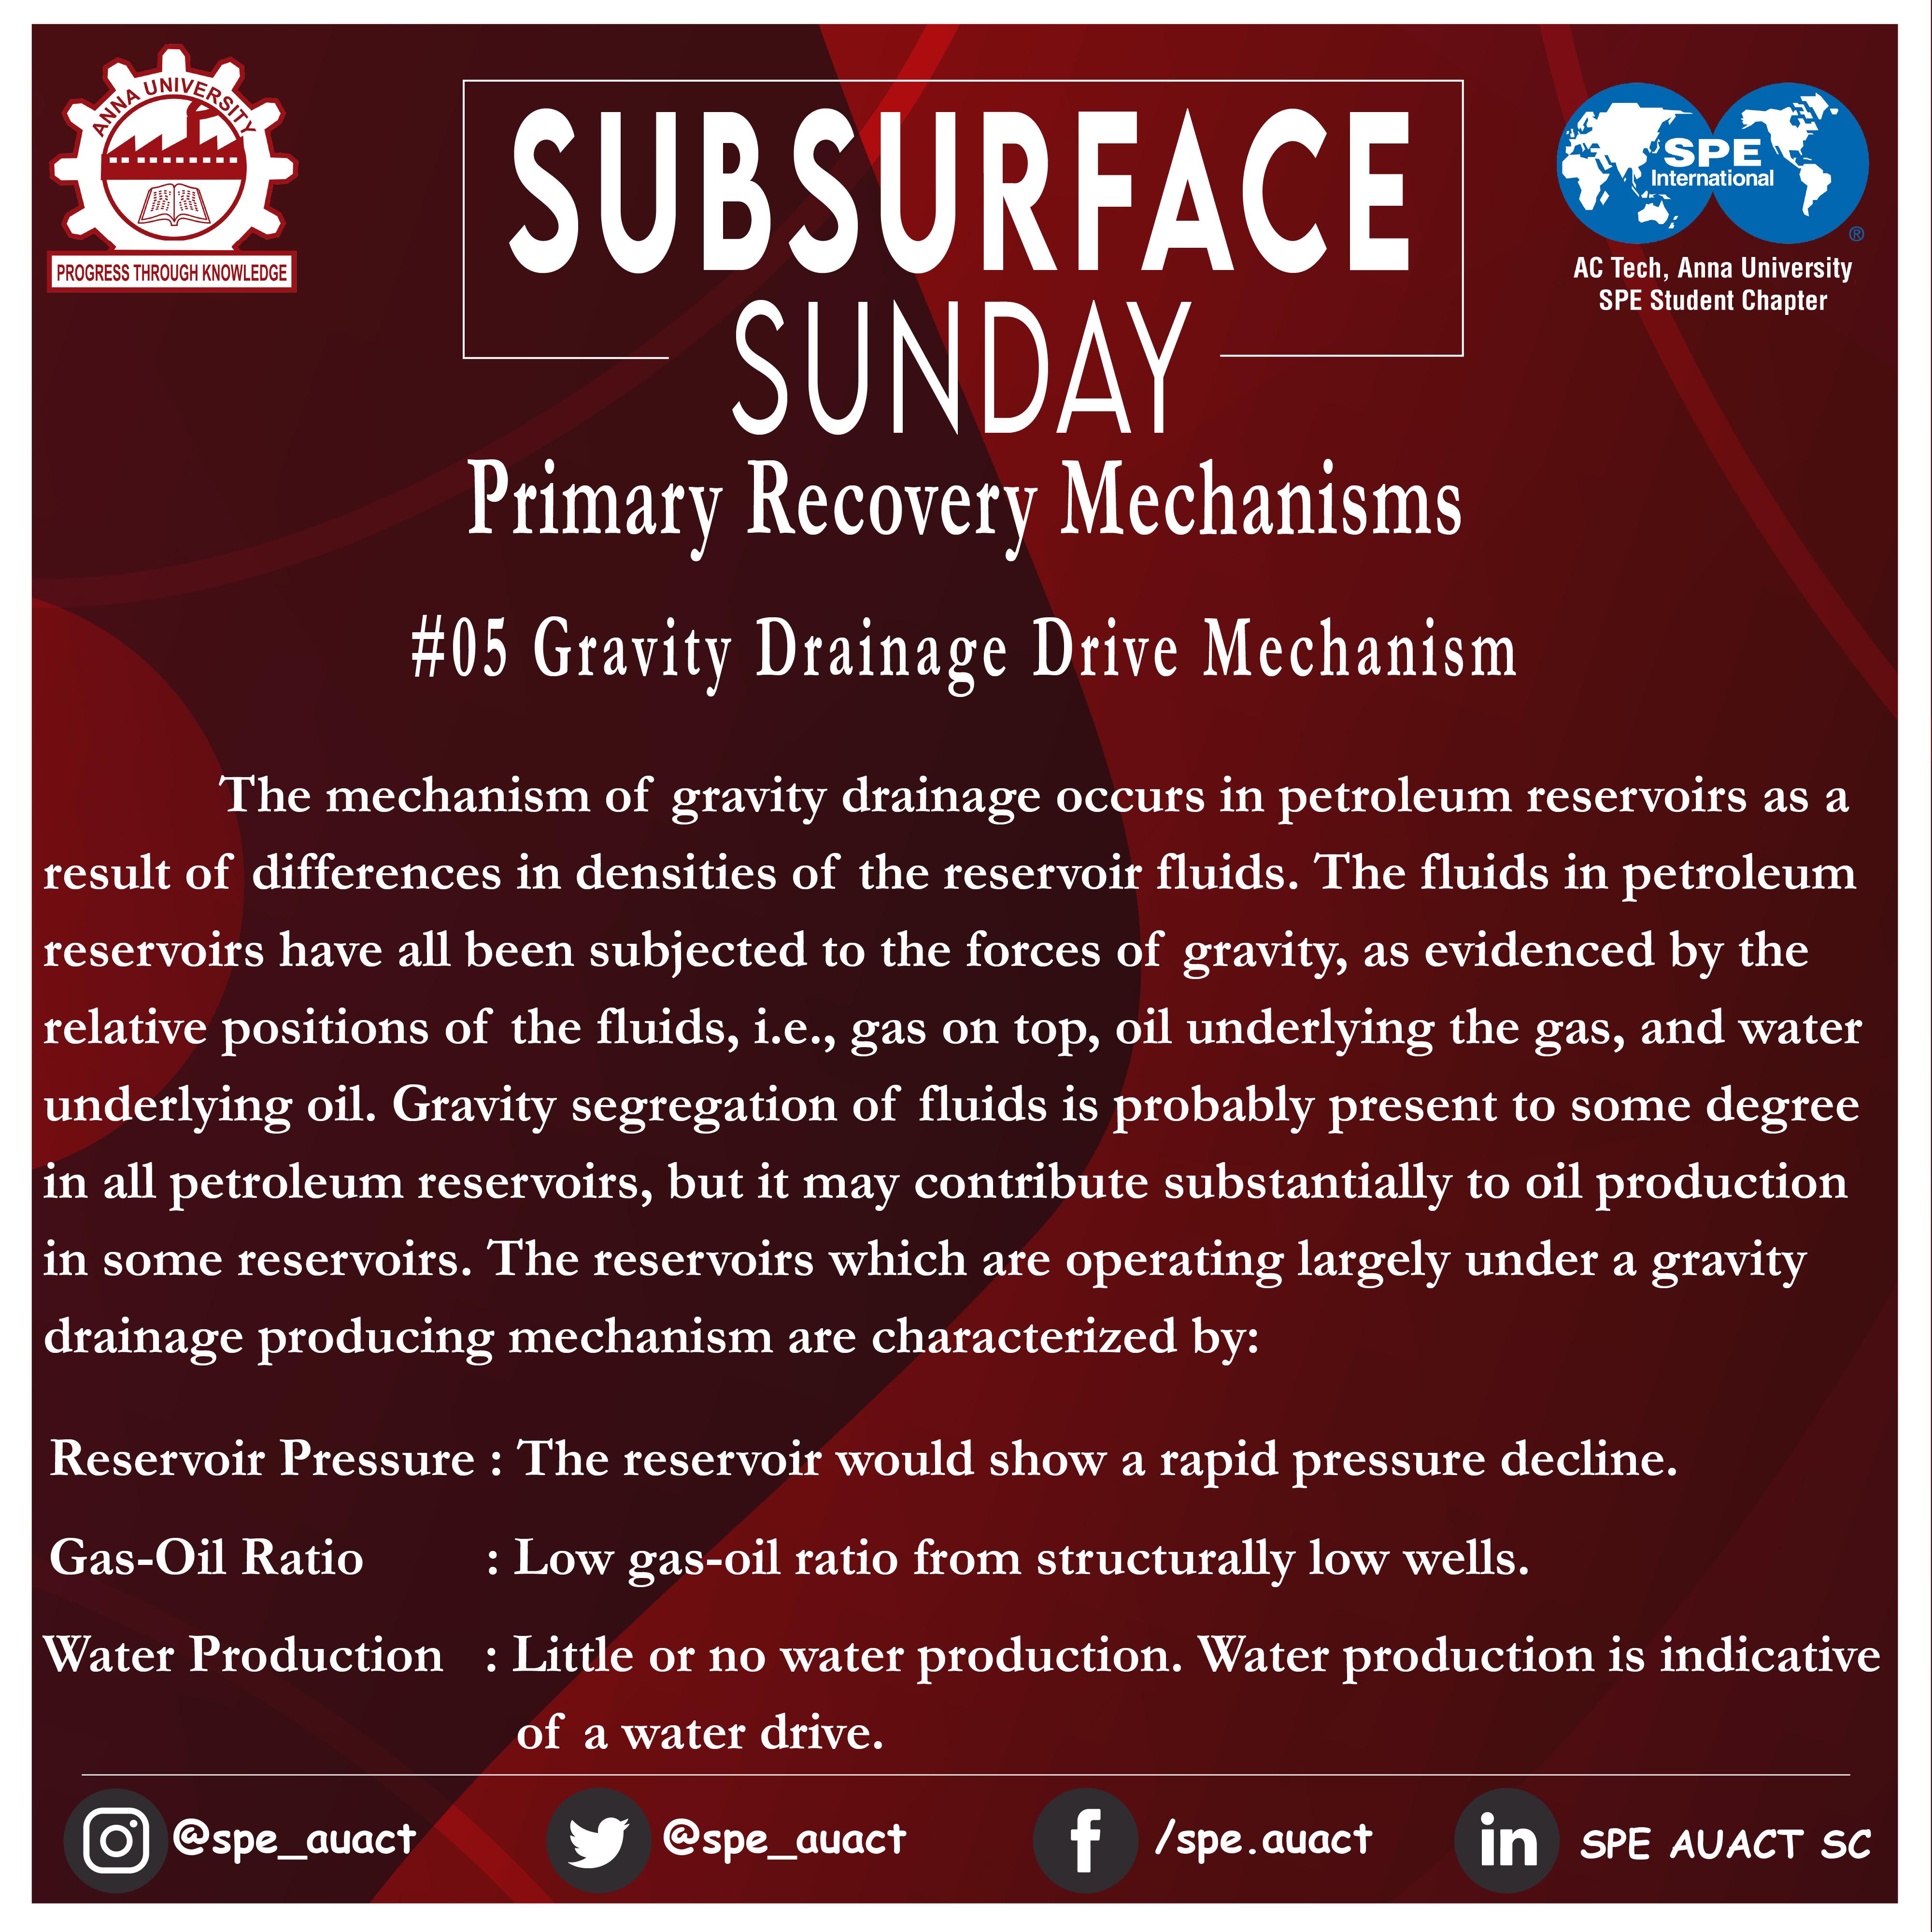 ANNA UNIVERSITY
PROGRESS THROUGH KNOWLEDGE
SUBSURFACE
SUNDAY
SPE
International
®
AC Tech, Anna University
SPE Student Chapter
Primary Recovery Mechanisms
#05 Gravity Drainage Drive Mechanism
The mechanism of gravity drainage occurs in petroleum reservoirs as a
result of differences in densities of the reservoir fluids. The fluids in petroleum
reservoirs have all been subjected to the forces of gravity, as evidenced by the
relative positions of the fluids, i.e., gas on top, oil underlying the gas, and water
underlying oil. Gravity segregation of fluids is probably present to some degree
in all petroleum reservoirs, but it may contribute substantially to oil production
in some reservoirs. The reservoirs which are operating largely under a gravity
drainage producing mechanism are characterized by:
Reservoir Pressure : The reservoir would show a rapid pressure decline.
Gas-Oil Ratio : Low gas-oil ratio from structurally low wells.
Water Production : Little or no water production. Water production is indicative
of a water drive.
@spe_auact @spe_auact /spe.auact SPE AUACT SC